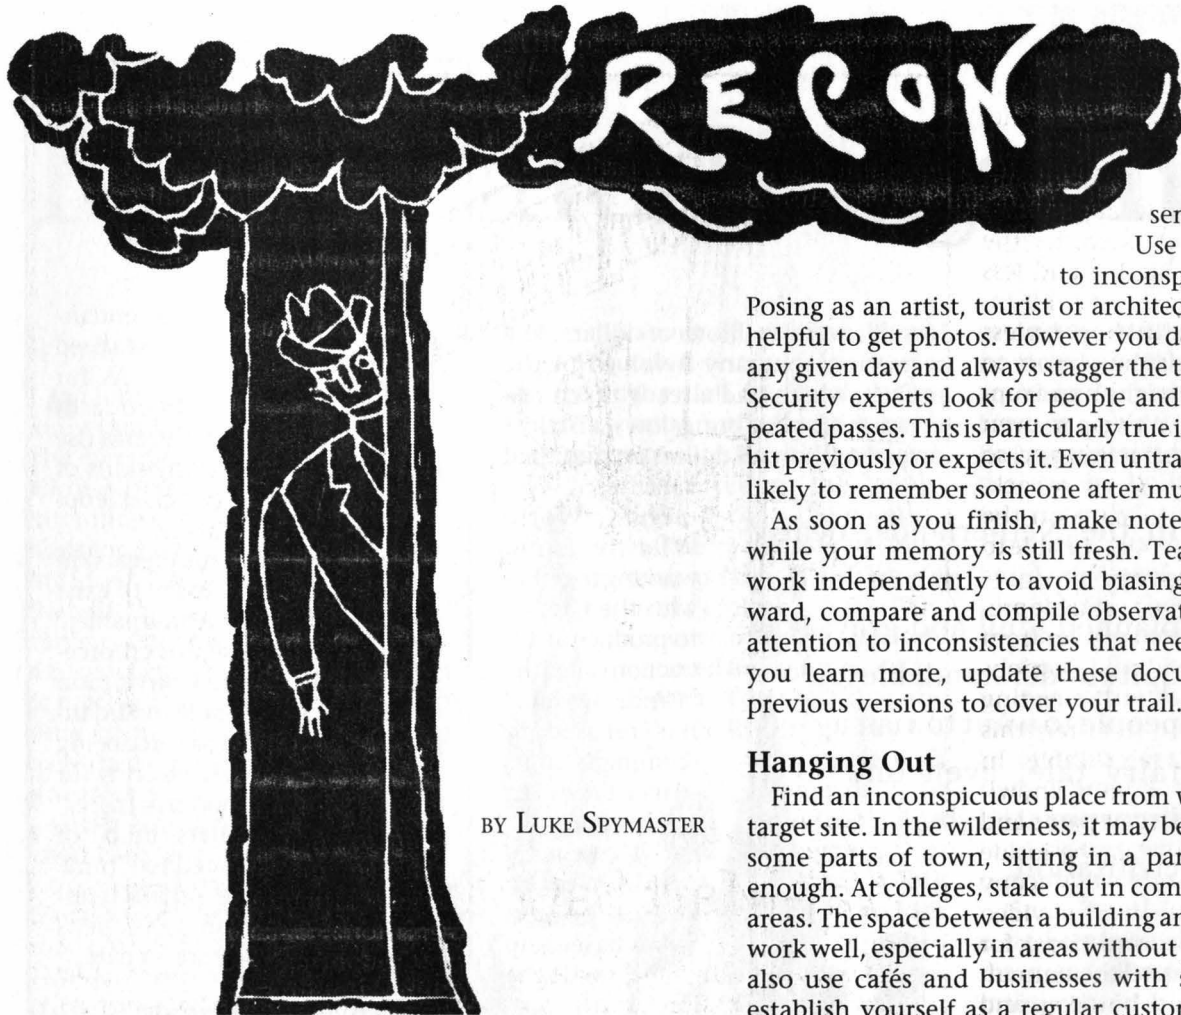 RECON
BY LUKE SPYMASTER
Use
to
Posing as an artist, tourist or
helpful to get photos. However you
any given day and always stagger the
Security experts look for people and
peated passes. This is particularly true
hit previously or expects it. Even
likely to remember someone after
As soon as you finish, make
while your memory is still fresh.
work independently to avoid biasing
ward, compare and compile
attention to inconsistencies that
you learn more, update these
previous versions to cover your trail.
Hanging Out
Find an inconspicuous place from
target site. In the wilderness, it may be
some parts of town, sitting in a
enough. At colleges, stake out in
areas. The space between a building
work well, especially in areas without
also use cafés and businesses with
establish yourself as a regular